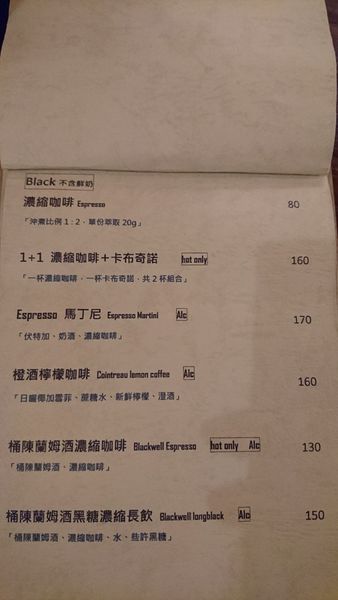 Black 不含鮮奶
濃縮咖啡 Espresso 80
「沖煮比例 1:2，單份萃取 20g」
1+1 濃縮咖啡＋卡布奇諾 hot only 160
「一杯濃縮咖啡，一杯卡布奇諾，共 2 杯組合」
Espresso 馬丁尼 Espresso Martini Alc 170
「伏特加、奶酒、濃縮咖啡」
橙酒檸檬咖啡 Cointreau lemon coffee Alc 160
「日曬耶加雪菲、蔗糖水、新鮮檸檬、澄酒」
桶陳蘭姆酒濃縮咖啡 Blackwell Espresso hot only Alc 130
「桶陳蘭姆酒、濃縮咖啡」
桶陳蘭姆酒黑糖濃縮長飲 Blackwell longblack Alc 150
「桶陳蘭姆酒、濃縮咖啡、水、些許黑糖」